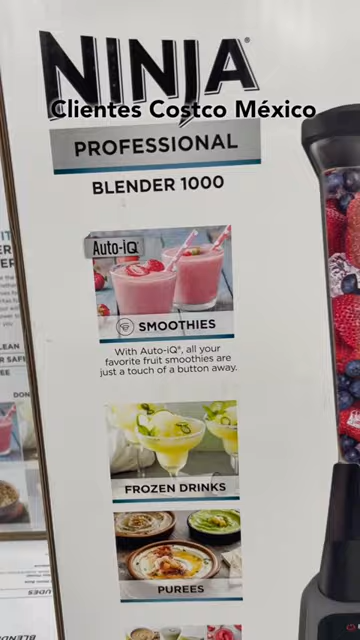 NINJA®
Clientes Costco México
PROFESSIONAL
BLENDER 1000
Auto-iQ®
SMOOTHIES
With Auto-iQ®, all your
favorite fruit smoothies are
just a touch of a button away.
FROZEN DRINKS
PUREES